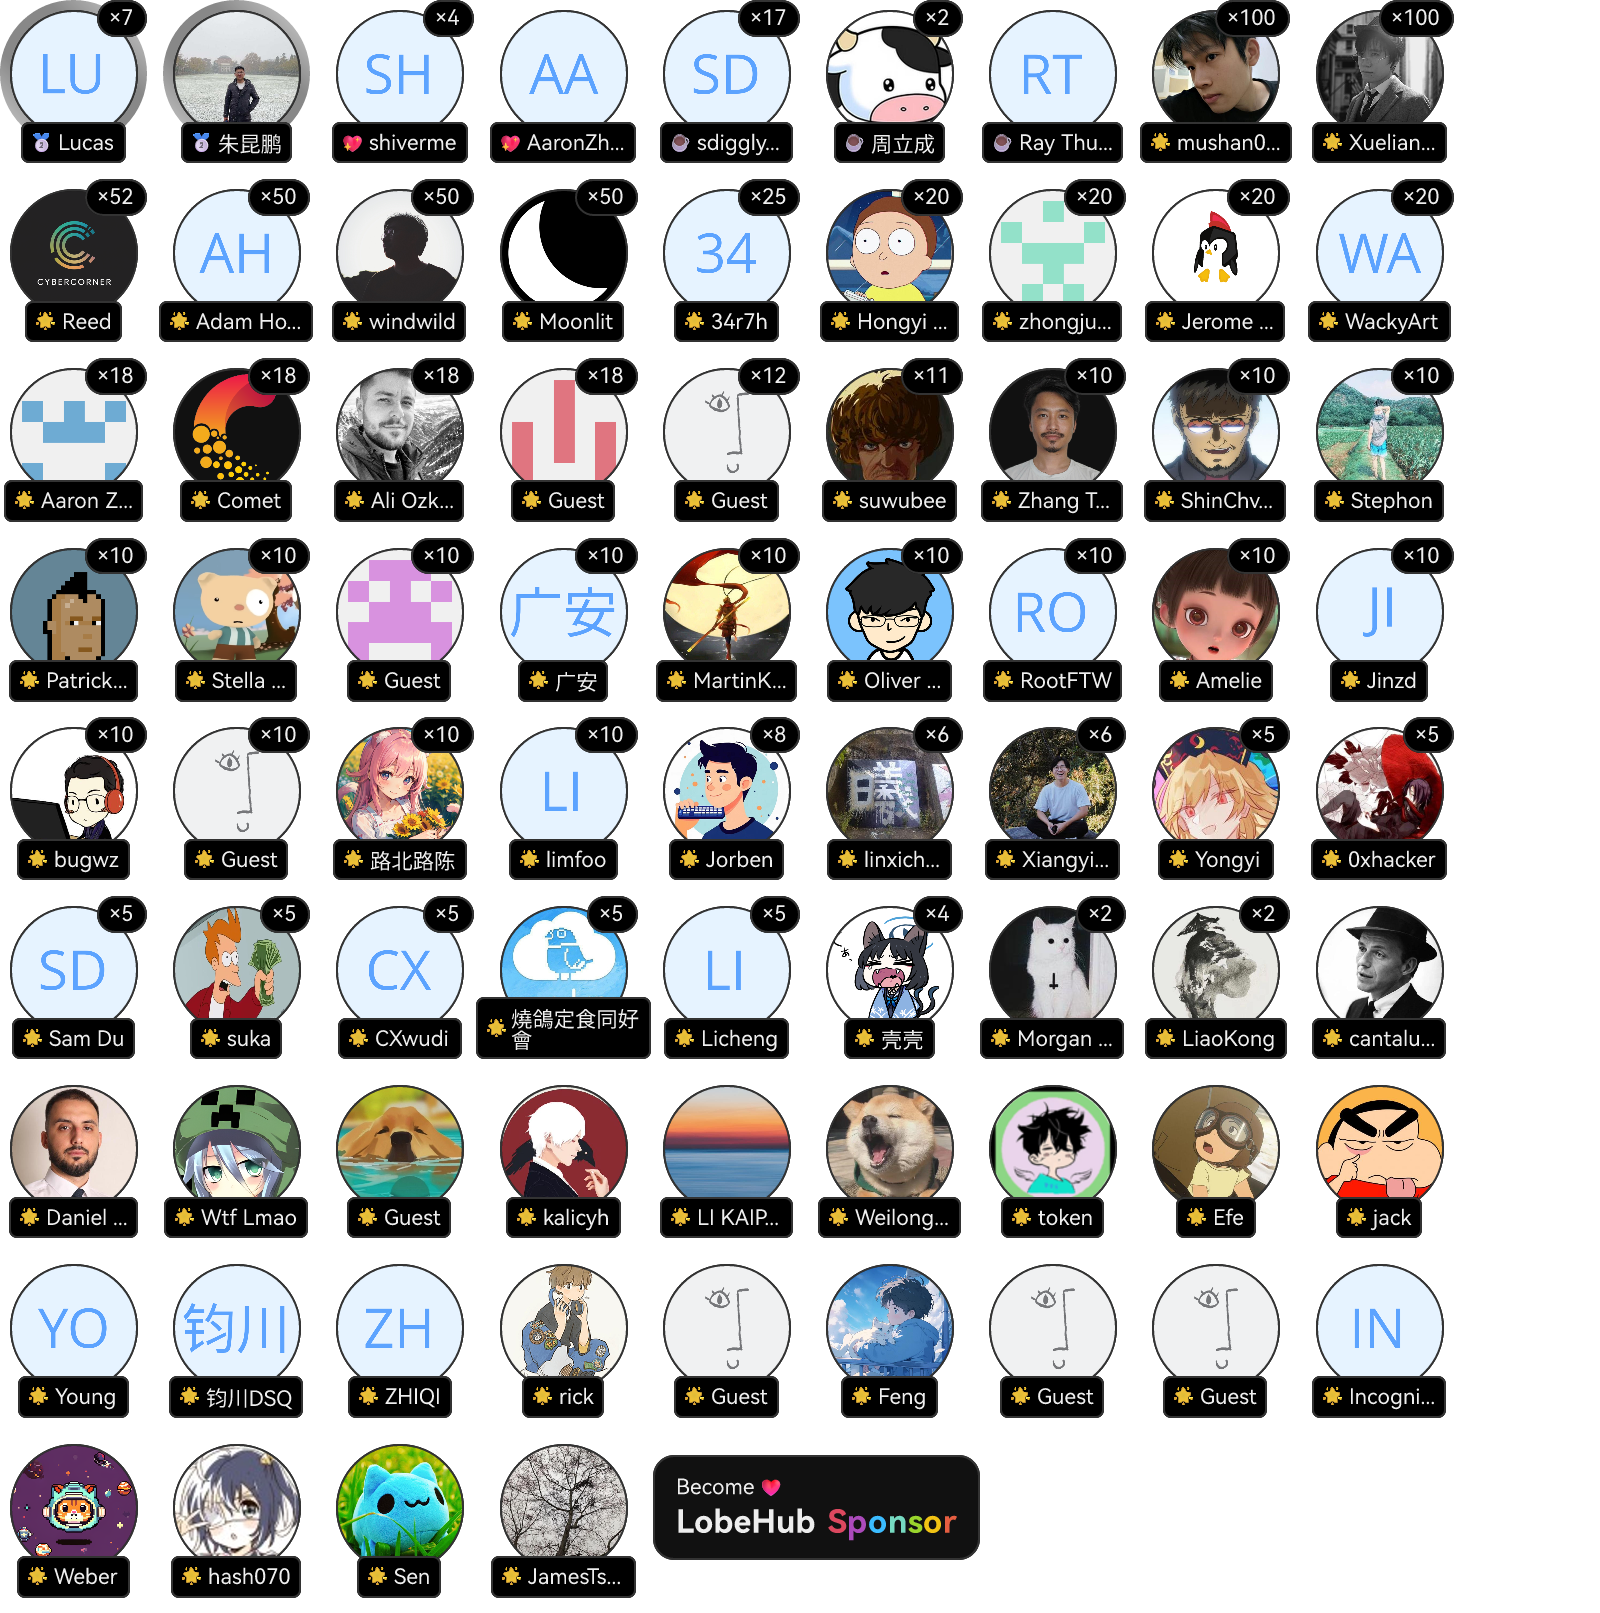 ×7 ×4 ×17 ×2 ×100 ×100
LU SH AA SD RT
Lucas 朱昆鹏 shiverme AaronZh... sdiggly... 周立成 Ray Thu... mushan0... Xuelian...
×52 ×50 ×50 ×50 ×25 ×20 ×20 ×20 ×20
AH 34 WA
CYBERCORNER
Reed Adam Ho... windwild Moonlit 34r7h Hongyi ... zhongju... Jerome ... WackyArt
×18 ×18 ×18 ×18 ×12 ×11 ×10 ×10 ×10
Aaron Z... Comet Ali Ozk... Guest Guest suwubee Zhang T... ShinChv... Stephon
×10 ×10 ×10 ×10 ×10 ×10 ×10 ×10 ×10
广安 RO JI
Patrick... Stella ... Guest 广安 MartinK... Oliver ... RootFTW Amelie Jinzd
×10 ×10 ×10 ×10 ×8 ×6 ×6 ×5 ×5
LI
bugwz Guest 路北路陈 limfoo Jorben linxich... Xiangyi... Yongyi 0xhacker
×5 ×5 ×5 ×5 ×5 ×4 ×2 ×2
SD CX LI
Sam Du suka CXwudi 燒鴿定食同好會 Licheng 壳壳 Morgan ... LiaoKong cantalu...
Daniel ... Wtf Lmao Guest kalicyh LI KAIP... Weilong... token Efe jack
YO 钧川 ZH IN
Young 钧川DSQ ZHIQI rick Guest Feng Guest Guest Incogni...
Weber hash070 Sen JamesTs...
Become
LobeHub Sponsor